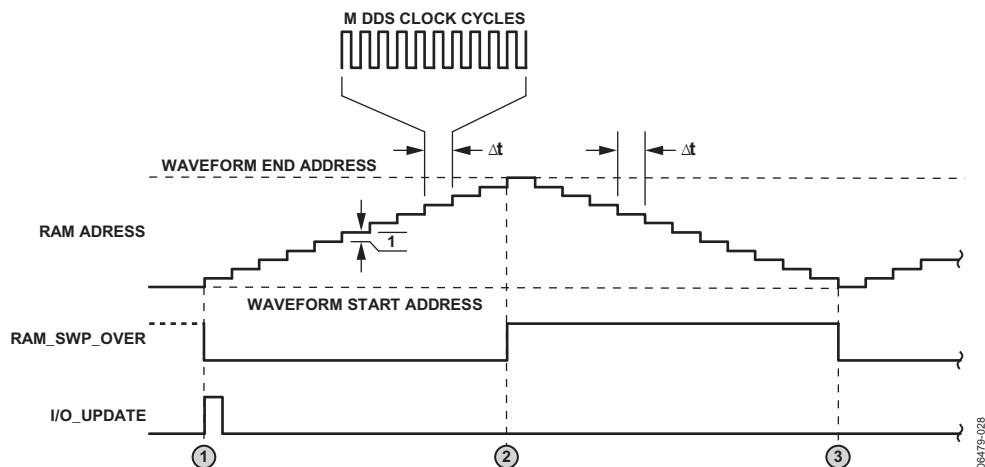 M DDS CLOCK CYCLES
Δt
Δt
WAVEFORM END ADDRESS
RAM ADRESS
1
WAVEFORM START ADDRESS
RAM_SWP_OVER
I/O_UPDATE
1
2
3
06479-028